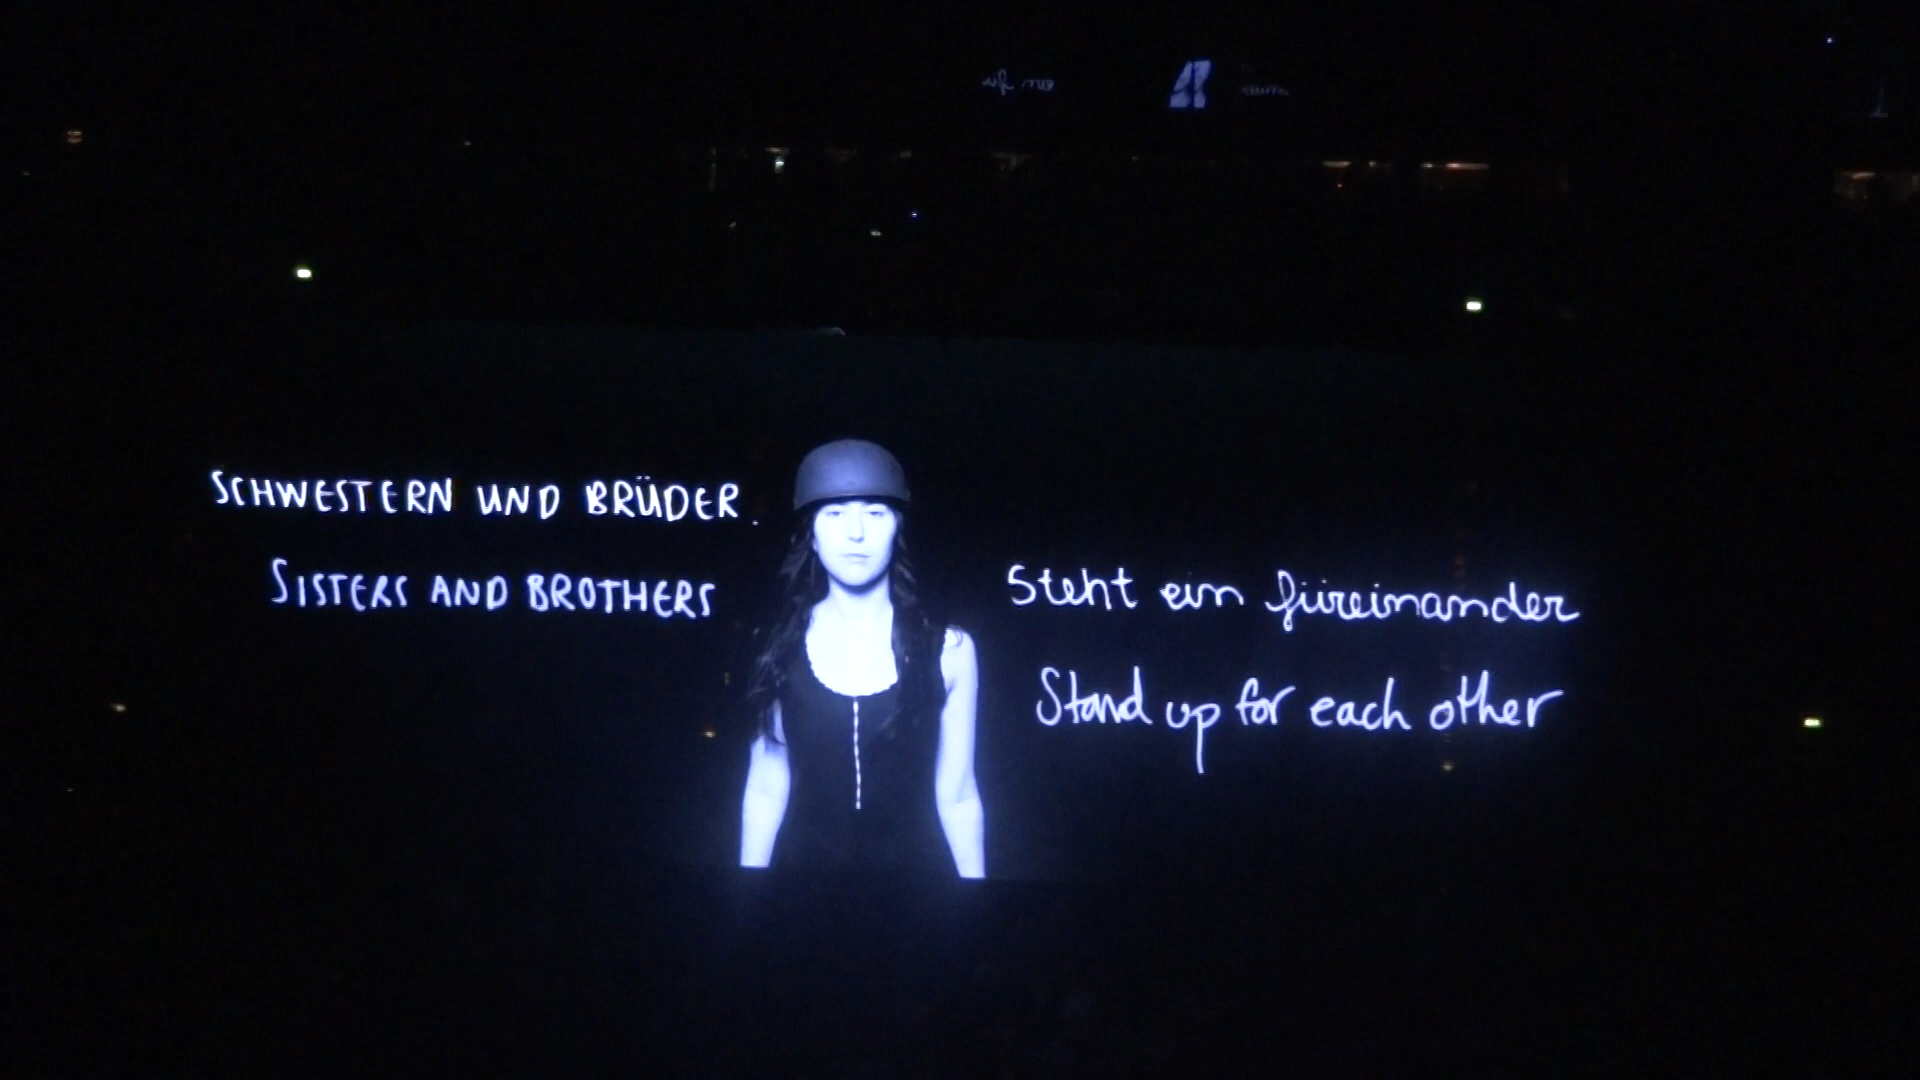 SCHWESTERN UND BRÜDER.
SISTERS AND BROTHERS
Steht ein füreinander
Stand up for each other